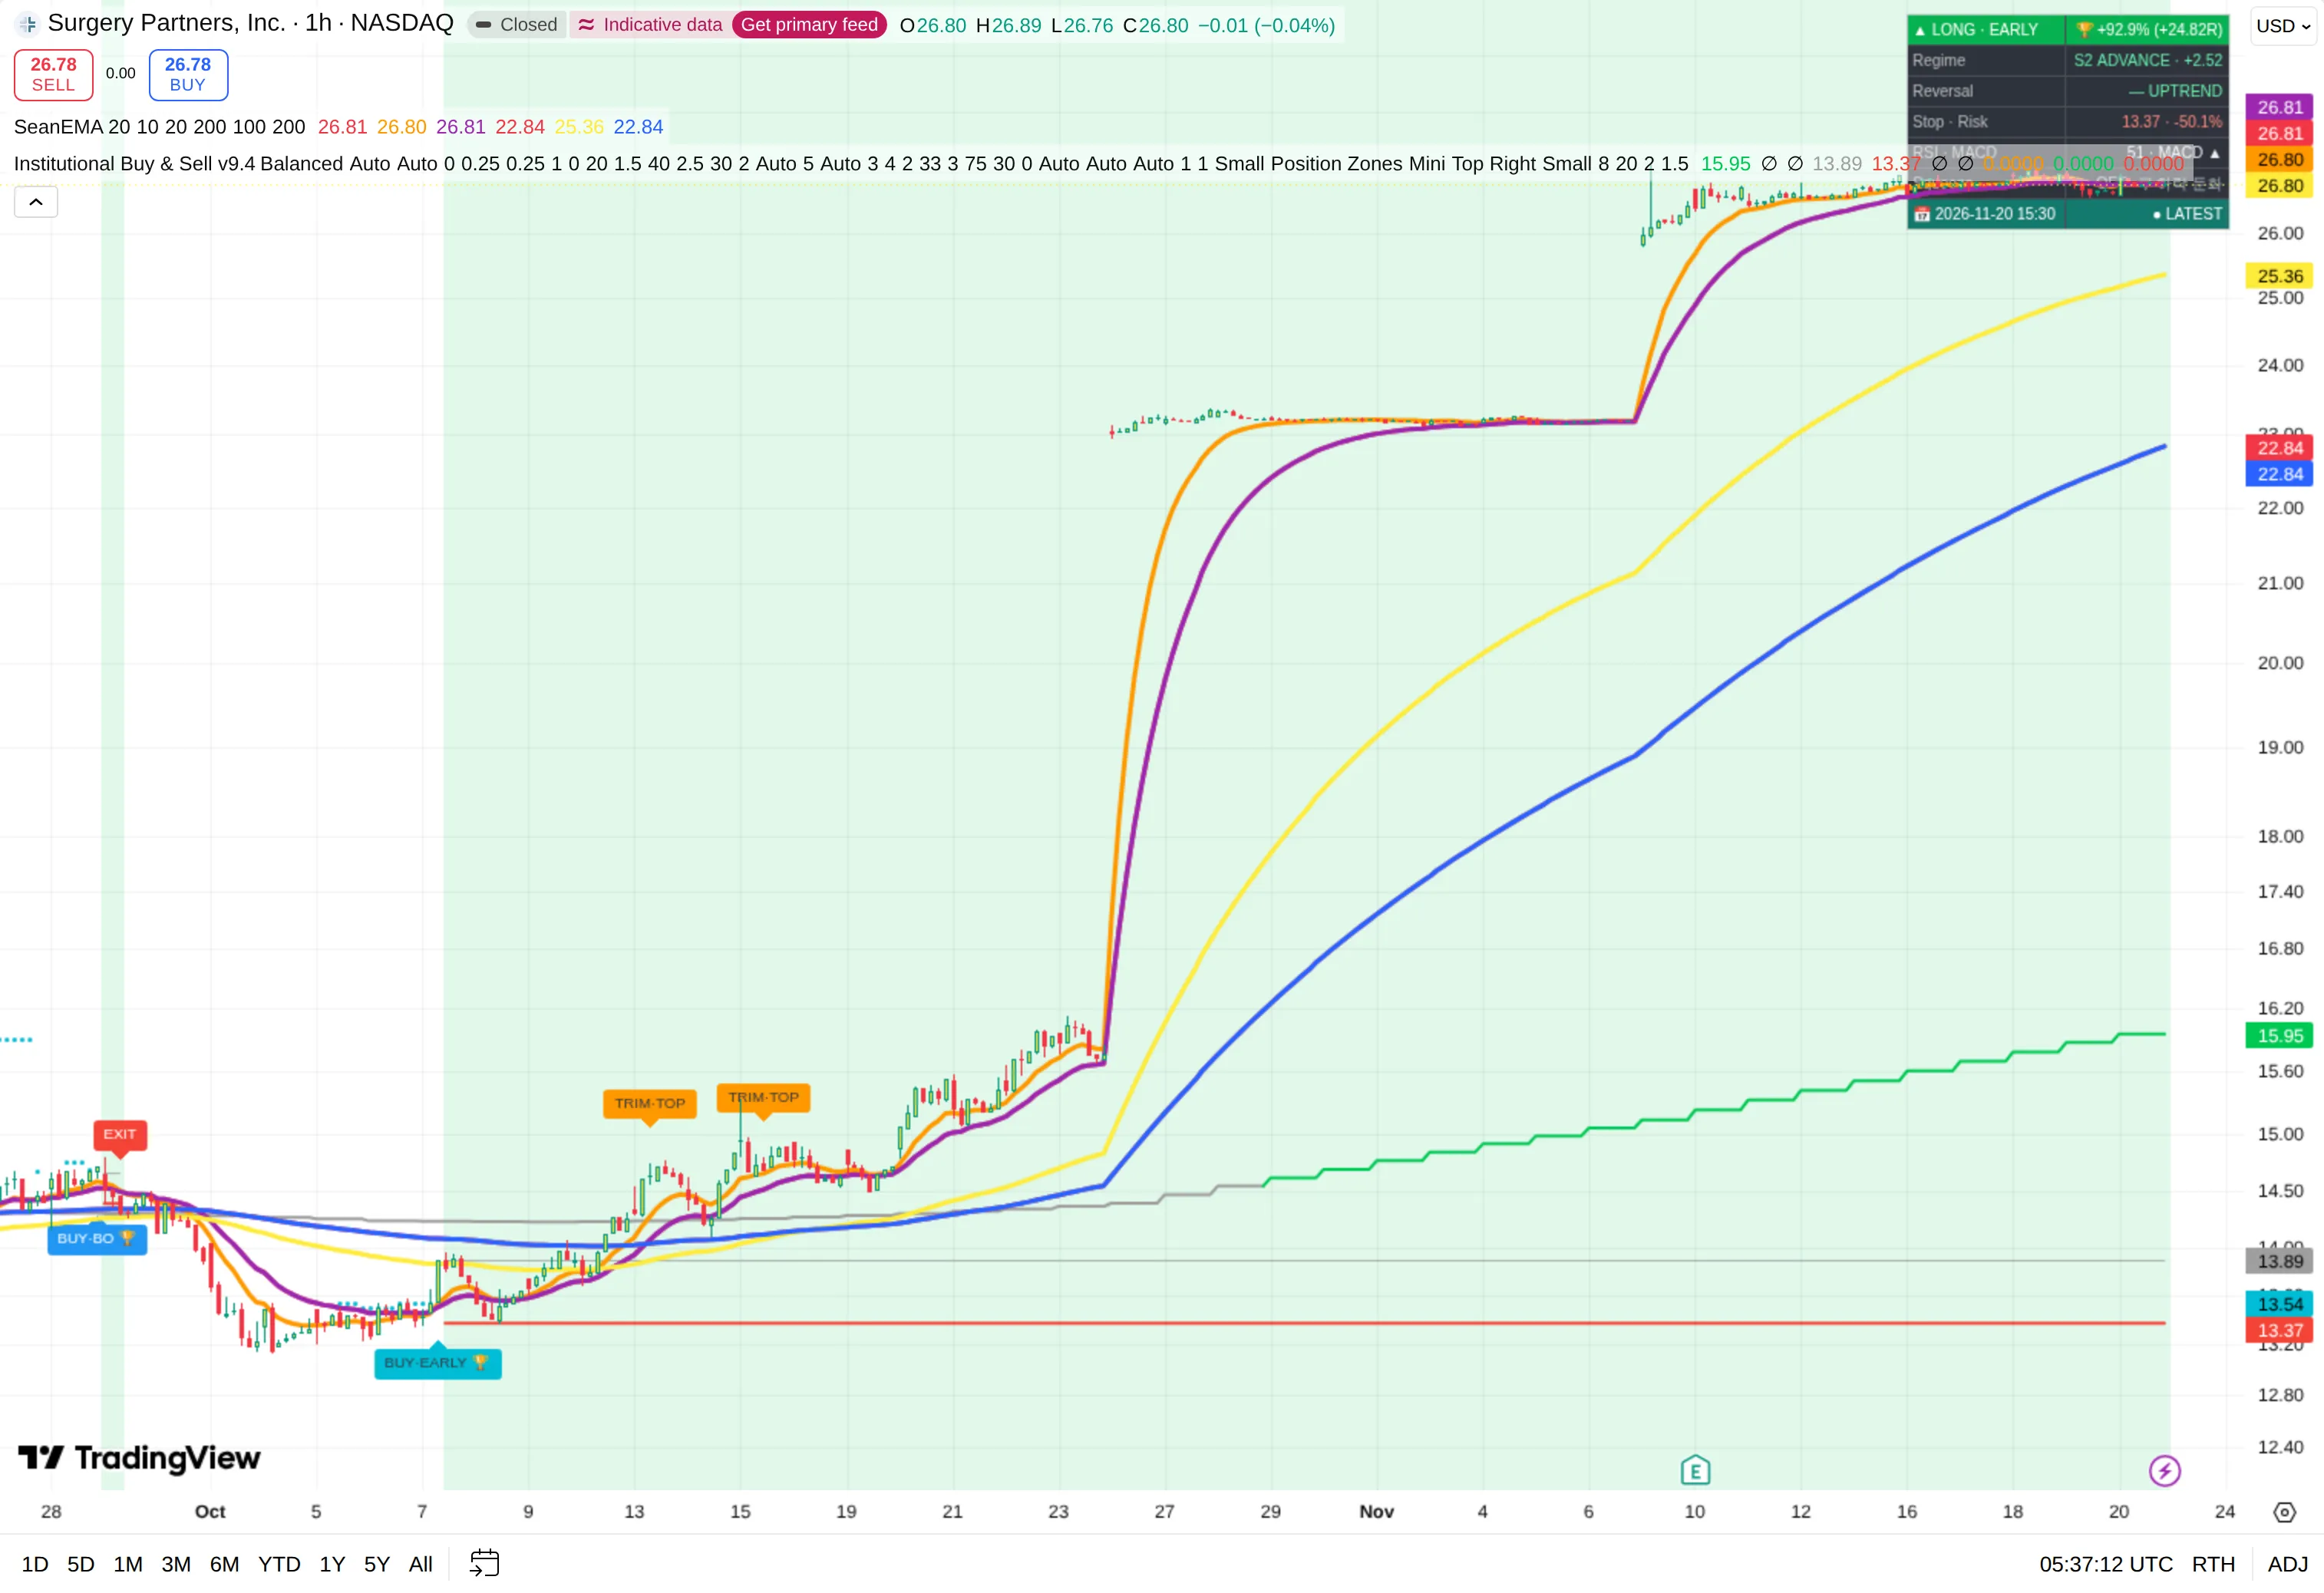 Surgery Partners, Inc. · 1h · NASDAQ Closed Indicative data Get primary feed O26.80 H26.89 L26.76 C26.80 −0.01 (−0.04%)
USD
26.78 SELL 0.00 26.78 BUY
SeanEMA 20 10 20 200 100 200 26.81 26.80 26.81 22.84 25.36 22.84
Institutional Buy & Sell v9.4 Balanced Auto Auto 0 0.25 0.25 1 0 20 1.5 40 2.5 30 2 Auto 5 Auto 3 4 2 33 3 75 30 0 Auto Auto Auto 1 1 Small Position Zones Mini Top Right Small 8 20 2 1.5 15.95 ∅ ∅ 13.89 13.37 ∅ ∅ 0.0000 0.0000 0.0000
▲ LONG · EARLY 🏆 +92.9% (+24.82R)
Regime S2 ADVANCE · +2.52
Reversal — UPTREND
Stop · Risk 13.37 · -50.1%
RSI · MACD 51 · MACD ▲
📅 2026-11-20 15:30 ● LATEST
26.81
26.81
26.80
26.80
26.00
25.36
25.00
24.00
23.00
22.84
22.84
22.00
21.00
20.00
19.00
18.00
17.40
16.80
16.20
15.95
15.60
15.00
14.50
14.00
13.89
13.54
13.37
13.20
12.80
12.40
TRIM·TOP
TRIM·TOP
EXIT
BUY·BO 🏆
BUY·EARLY 🏆
TradingView
E
28 Oct 5 7 9 13 15 19 21 23 27 29 Nov 4 6 10 12 16 18 20 24
1D 5D 1M 3M 6M YTD 1Y 5Y All
05:37:12 UTC RTH ADJ